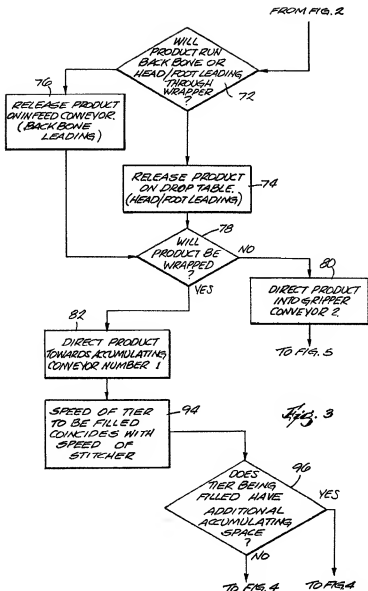 FROM FIG. 2
WILL
PRODUCT RUN
BACKBONE OR
HEAD/FOOT LEADING
THROUGH
WRAPPER
?
72
76
RELEASE PRODUCT
ON INFEED CONVEYOR.
(BACKBONE
LEADING)
RELEASE PRODUCT
ON DROP TABLE.
(HEAD/FOOT LEADING)
74
78
WILL
PRODUCT BE
WRAPPED
?
NO
YES
80
DIRECT PRODUCT
INTO GRIPPER
CONVEYOR 2.
TO FIG. 5
82
DIRECT PRODUCT
TOWARDS ACCUMULATING
CONVEYOR NUMBER 1
SPEED OF TIER
TO BE FILLED
COINCIDES WITH
SPEED OF
STITCHER
94
Fig. 3
96
DOES
TIER BEING
FILLED HAVE
ADDITIONAL
ACCUMULATING
SPACE
?
YES
NO
TO FIG. 4
TO FIG. 4